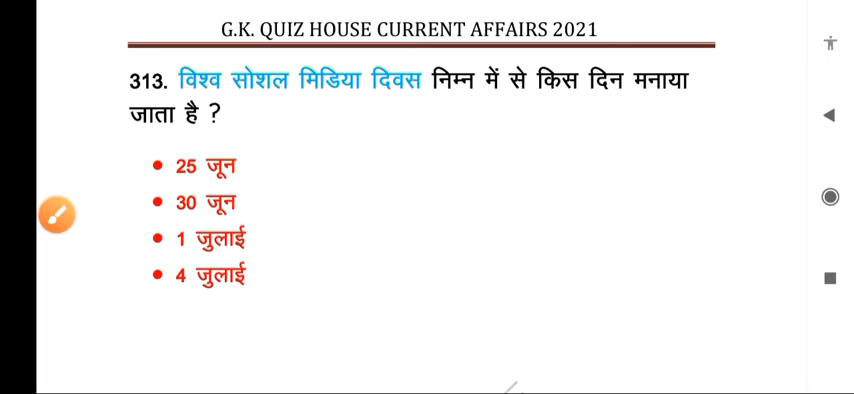 G.K. QUIZ HOUSE CURRENT AFFAIRS 2021
313. विश्व सोशल मिडिया दिवस निम्न में से किस दिन मनाया
जाता है ?
• 25 जून
• 30 जून
• 1 जुलाई
• 4 जुलाई